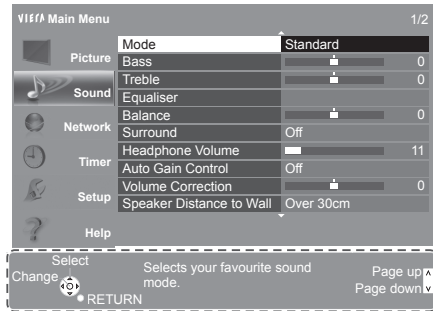 VIErA Main Menu 1/2
Picture
Sound
Network
Timer
Setup
Help
Mode Standard
Bass 0
Treble 0
Equaliser
Balance 0
Surround Off
Headphone Volume 11
Auto Gain Control Off
Volume Correction 0
Speaker Distance to Wall Over 30cm
Select
Change
RETURN
Selects your favourite sound
mode.
Page up
Page down